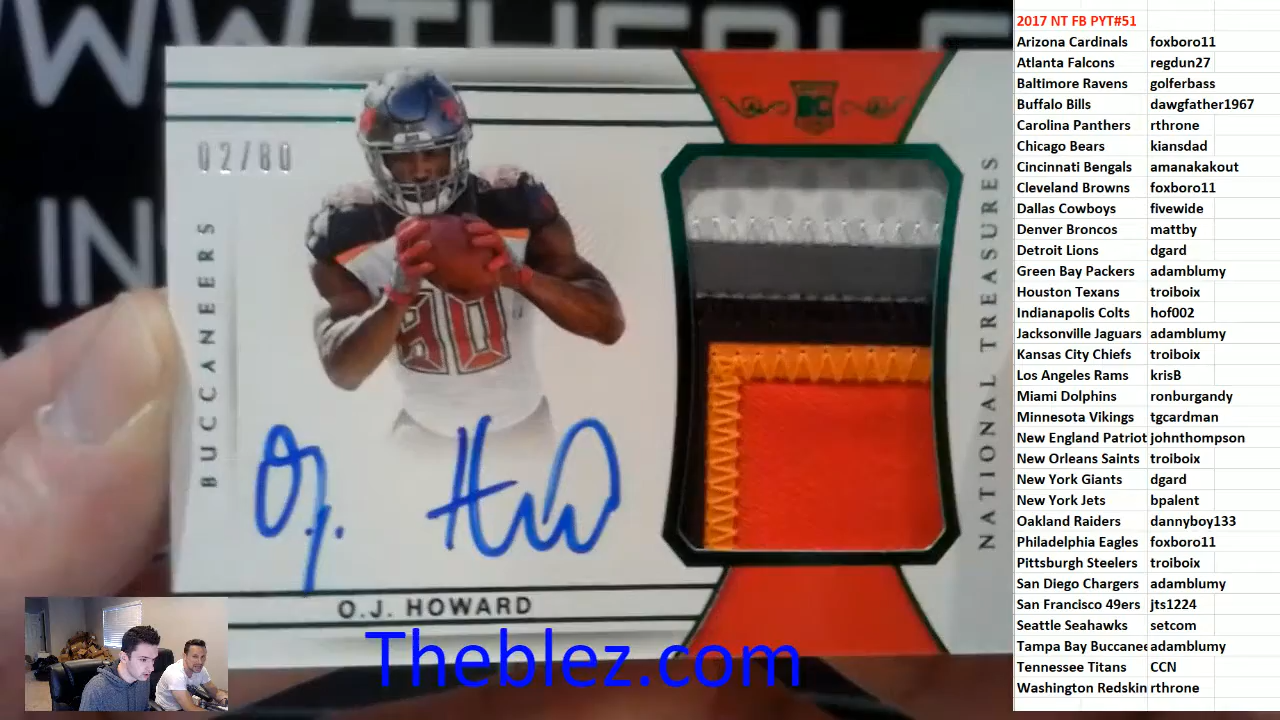 WWW.THEBLE
IN
02/80
RC
BUCCANEERS
90
NATIONAL TREASURES
O.J. How
O.J. HOWARD
Theblez.com
2017 NT FB PYT#51
Arizona Cardinals foxboro11
Atlanta Falcons regdun27
Baltimore Ravens golferbass
Buffalo Bills dawgfather1967
Carolina Panthers rthrone
Chicago Bears kiansdad
Cincinnati Bengals amanakakout
Cleveland Browns foxboro11
Dallas Cowboys fivewide
Denver Broncos mattby
Detroit Lions dgard
Green Bay Packers adamblumy
Houston Texans troiboix
Indianapolis Colts hof002
Jacksonville Jaguars adamblumy
Kansas City Chiefs troiboix
Los Angeles Rams krisB
Miami Dolphins ronburgandy
Minnesota Vikings tgcardman
New England Patriot johnthompson
New Orleans Saints troiboix
New York Giants dgard
New York Jets bpalent
Oakland Raiders dannyboy133
Philadelphia Eagles foxboro11
Pittsburgh Steelers troiboix
San Diego Chargers adamblumy
San Francisco 49ers jts1224
Seattle Seahawks setcom
Tampa Bay Buccanee adamblumy
Tennessee Titans CCN
Washington Redskin rthrone